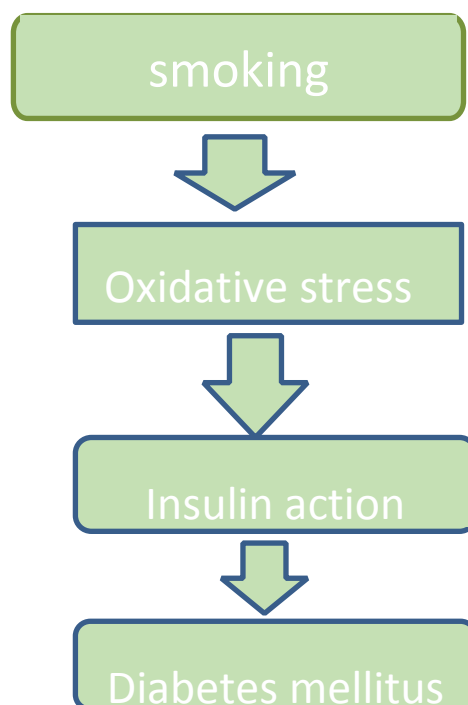 smoking
Oxidative stress
Insulin action
Diabetes mellitus